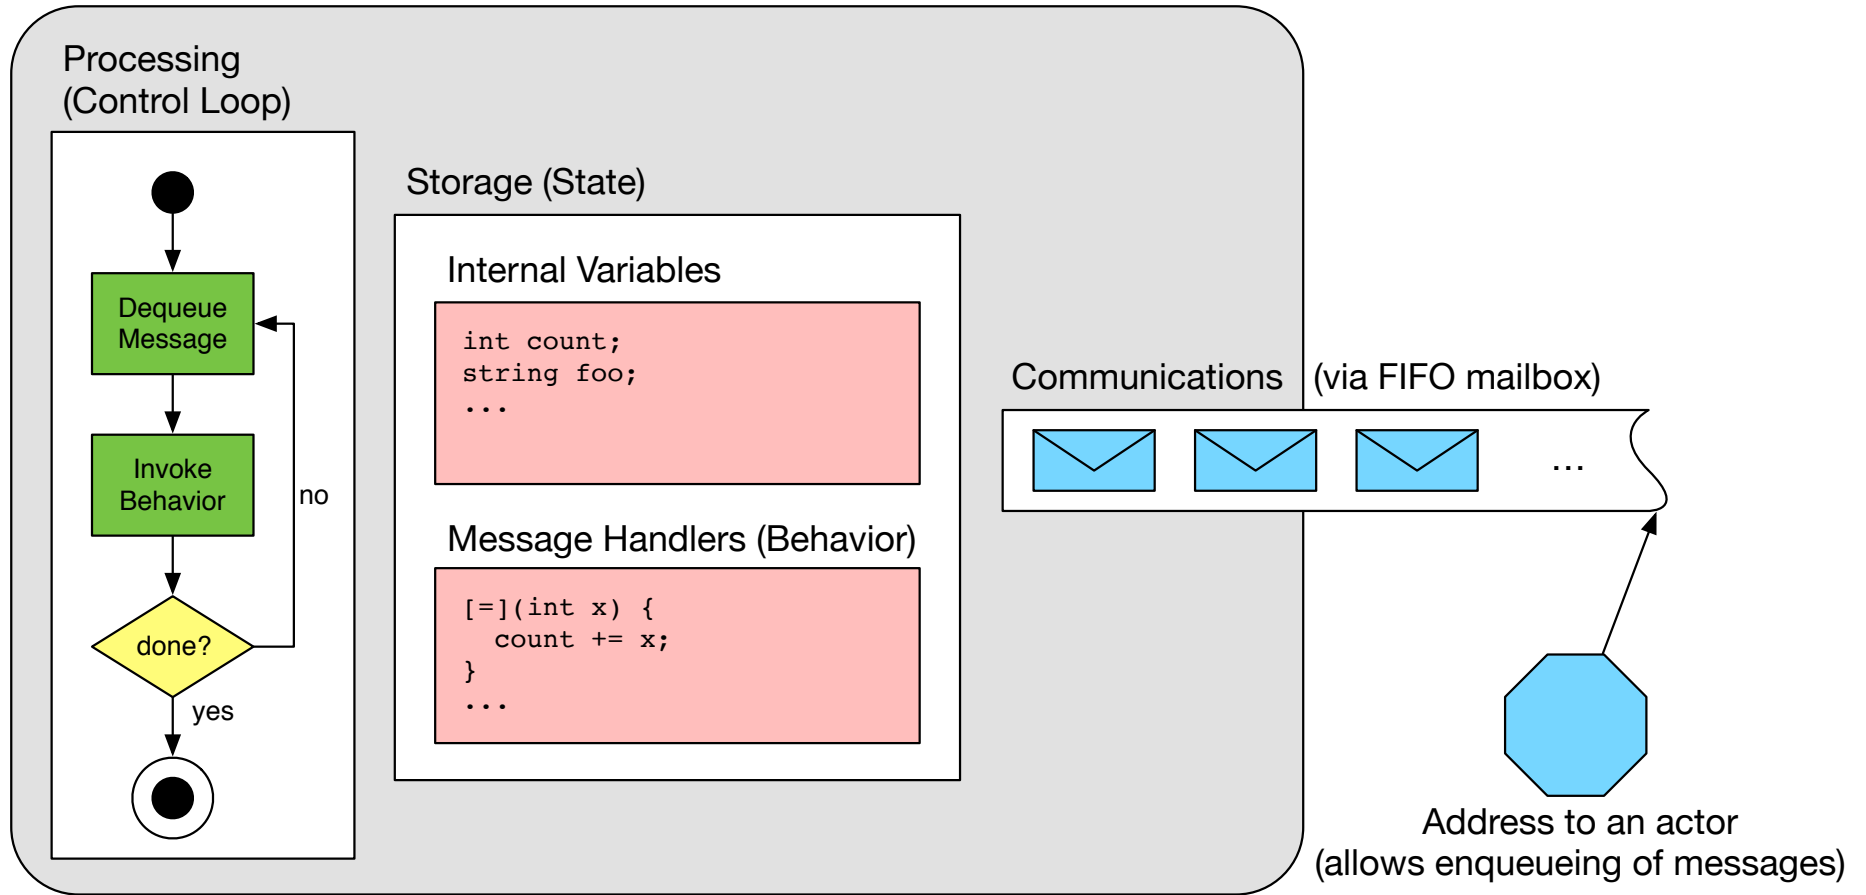 Processing
(Control Loop)
Dequeue
Message
Invoke
Behavior
no
done?
yes
Storage (State)
Internal Variables
int count;
string foo;
...
Message Handlers (Behavior)
[=](int x) {
  count += x;
}
...
Communications (via FIFO mailbox)
...
Address to an actor
(allows enqueueing of messages)